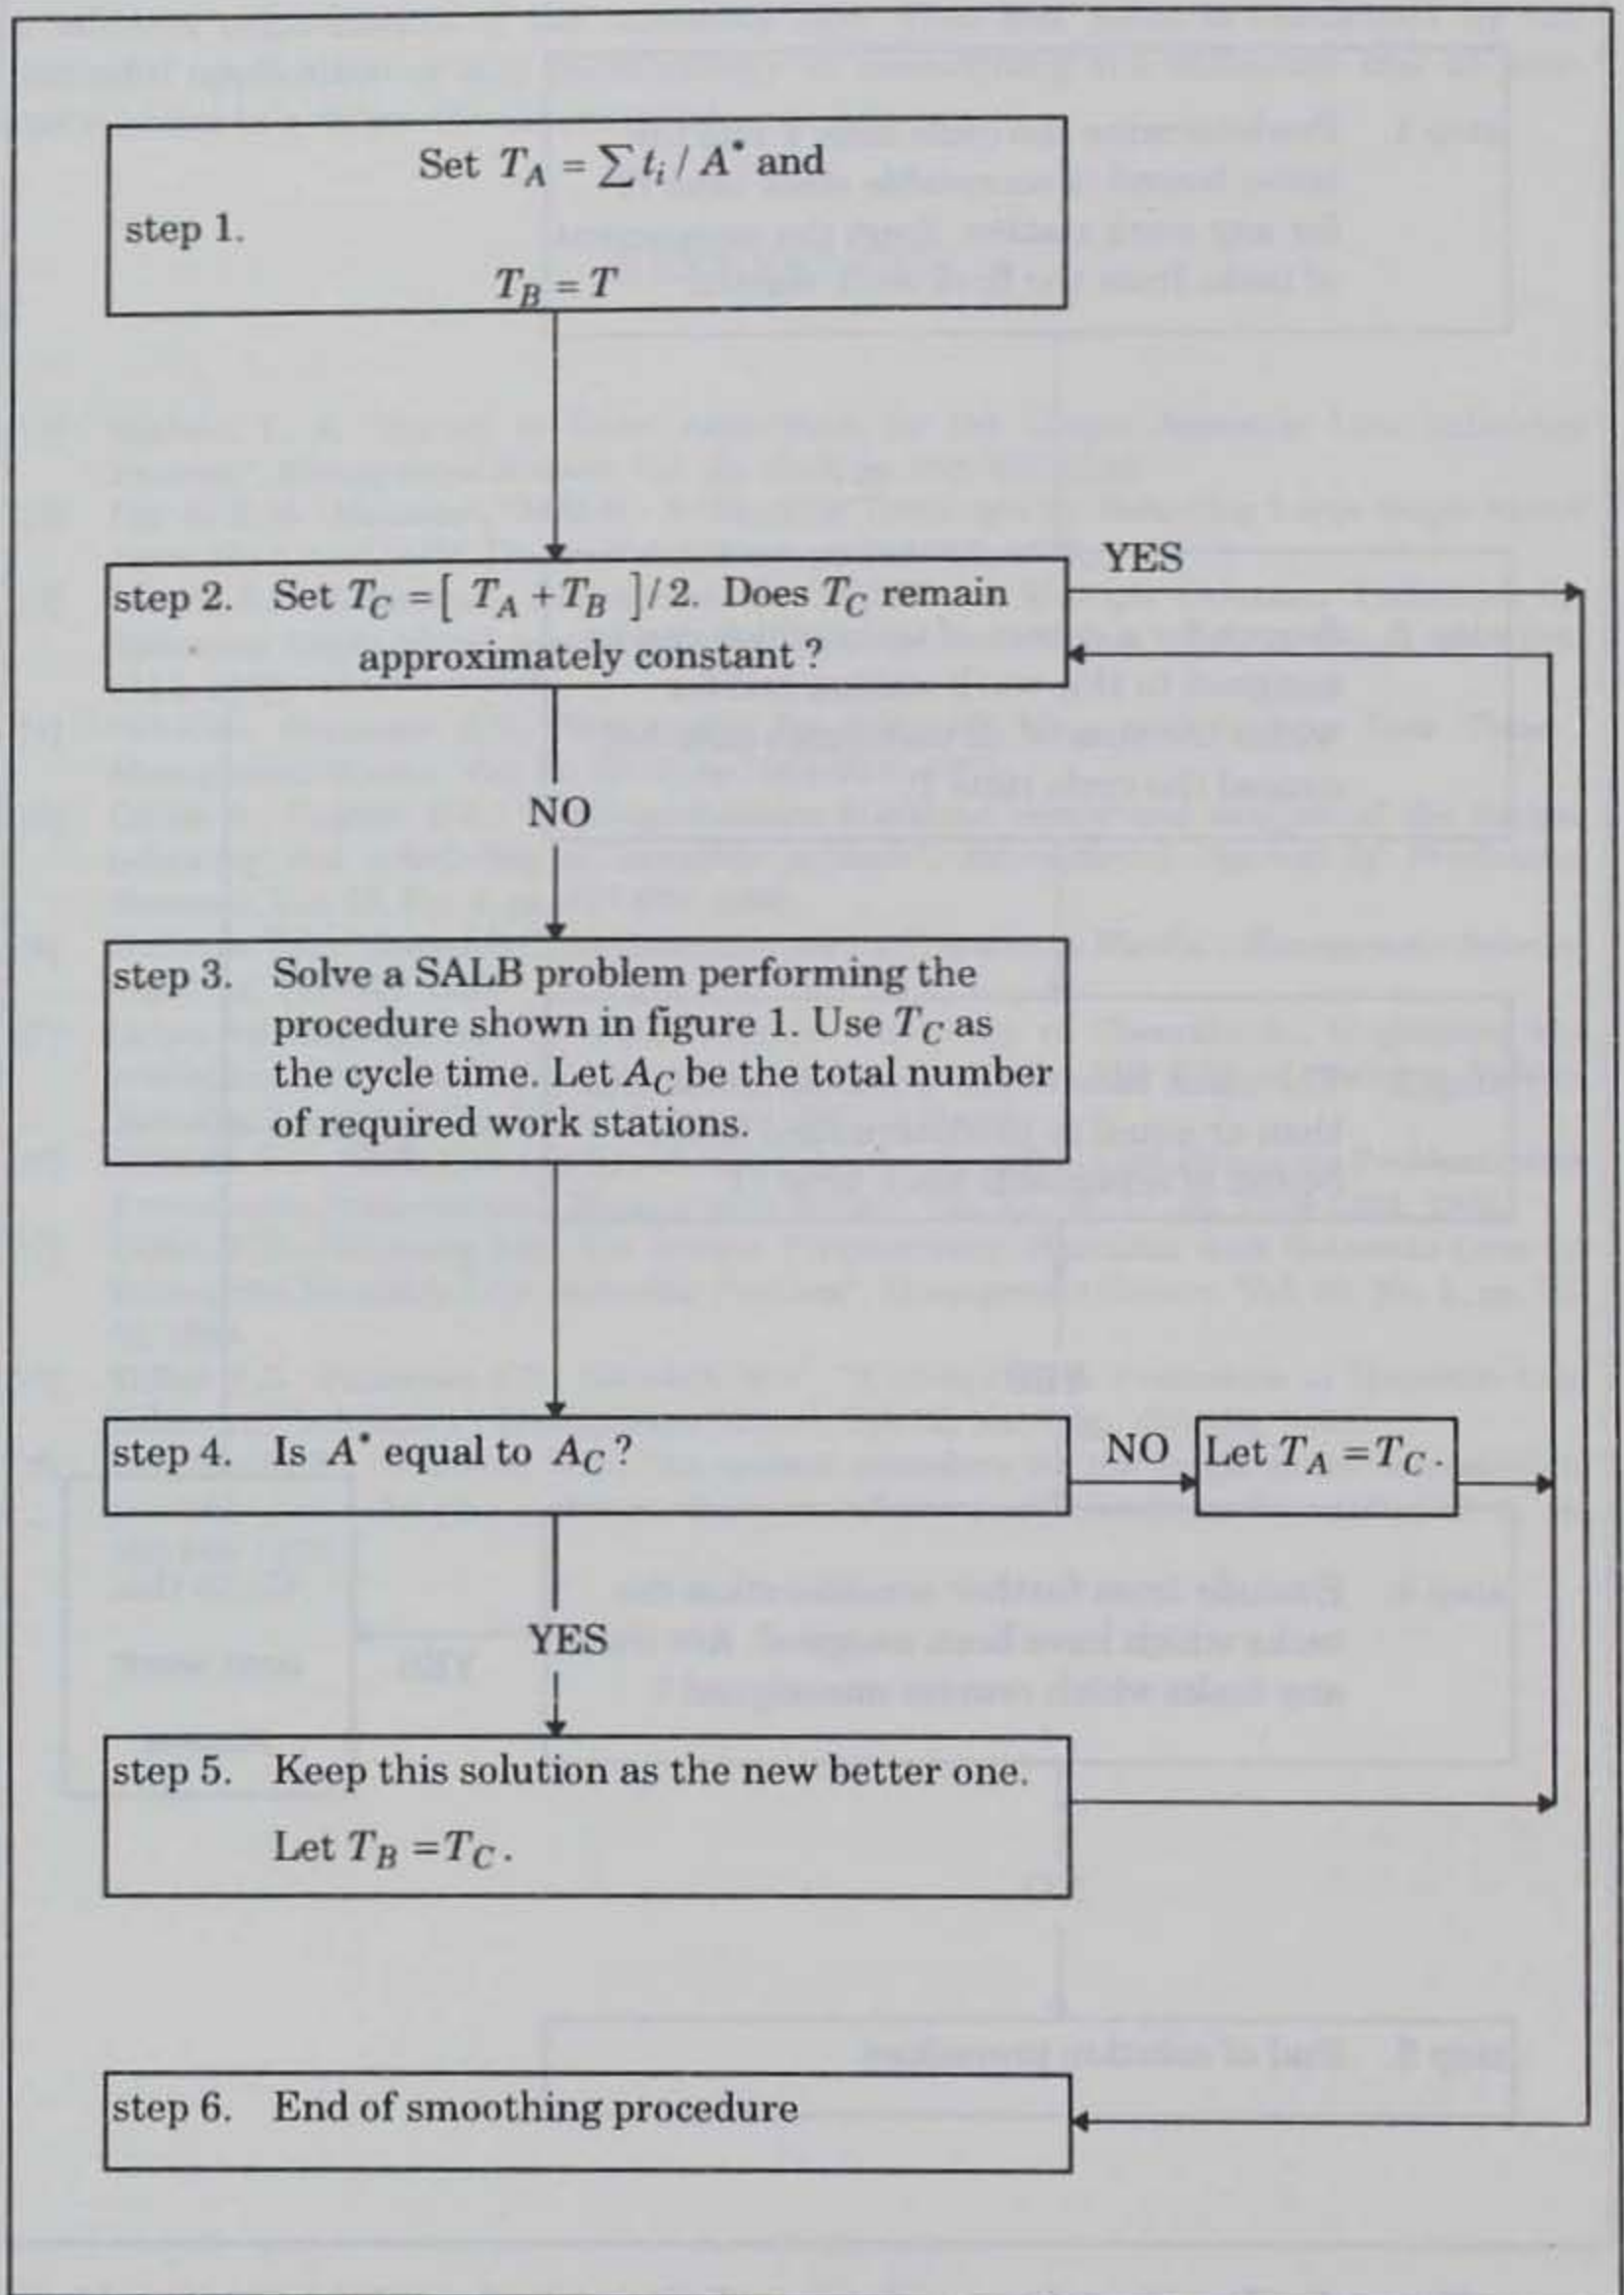 Set T_A = ∑ t_i / A* and
step 1.
T_B = T
step 2. Set T_C = [ T_A + T_B ] / 2. Does T_C remain
approximately constant ?
YES
NO
step 3. Solve a SALB problem performing the
procedure shown in figure 1. Use T_C as
the cycle time. Let A_C be the total number
of required work stations.
step 4. Is A* equal to A_C ?
NO
Let T_A = T_C .
YES
step 5. Keep this solution as the new better one.
Let T_B = T_C .
step 6. End of smoothing procedure